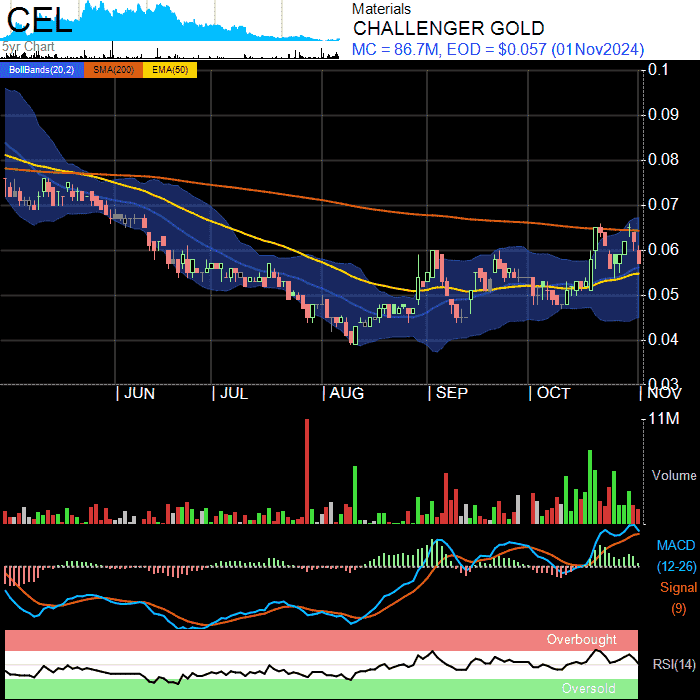 CEL
5yr Chart
Materials
CHALLENGER GOLD
MC = 86.7M, EOD = $0.057 (01Nov2024)
BollBands(20,2) SMA(200) EMA(50)
0.1
0.09
0.08
0.07
0.06
0.05
0.04
0.03
JUN JUL AUG SEP OCT NOV
11M
Volume
MACD
(12-26)
Signal
(9)
Overbought
RSI(14)
Oversold